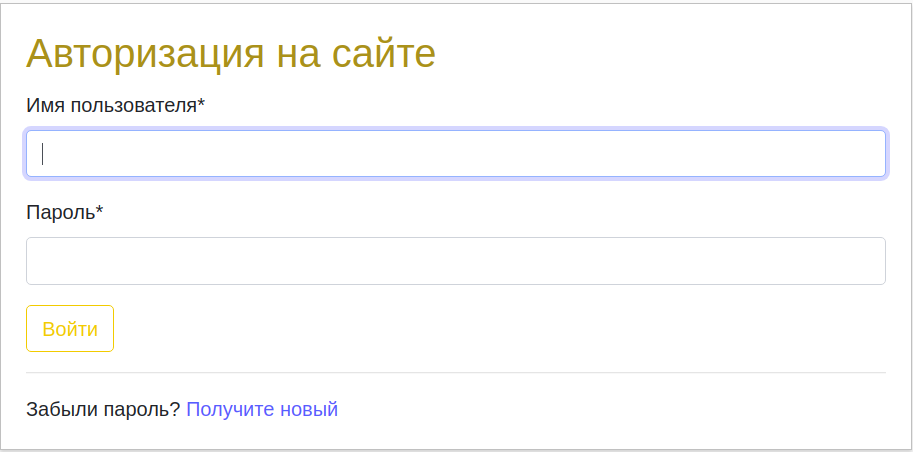 Авторизация на сайте
Имя пользователя*
Пароль*
Войти
Забыли пароль? Получите новый